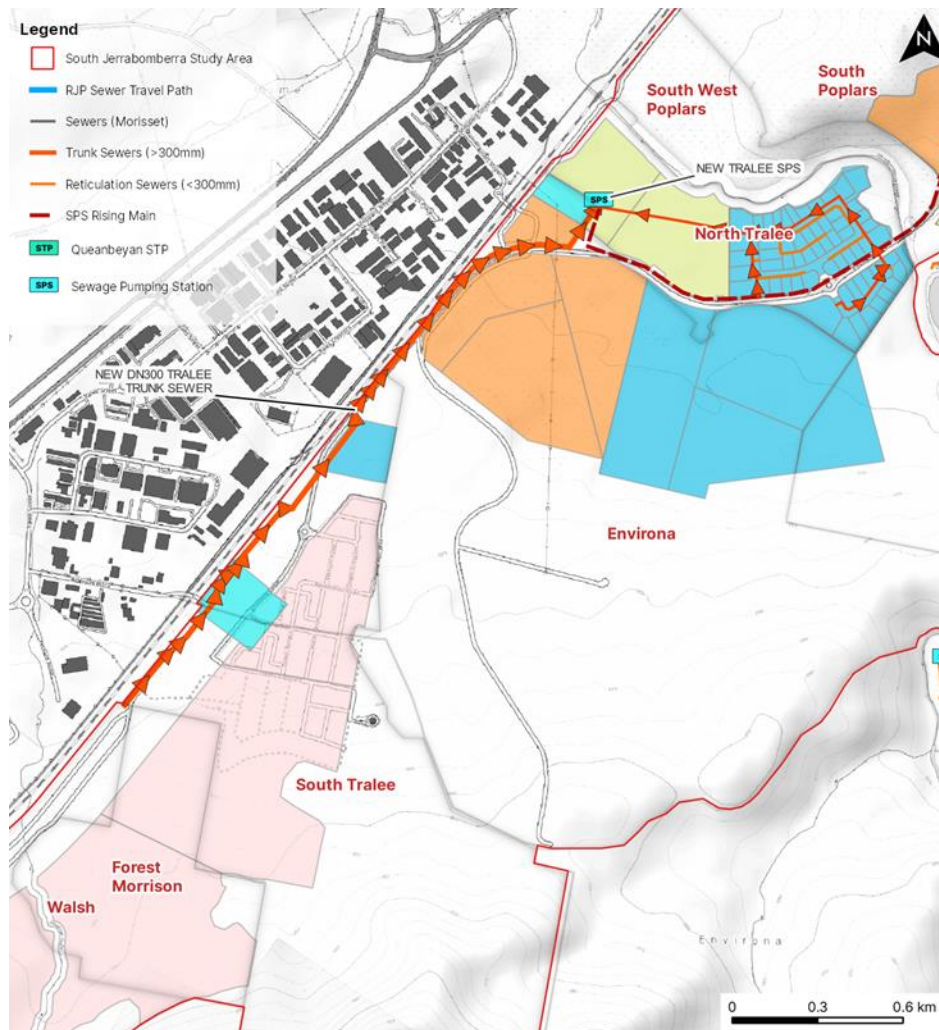 Legend
South Jerrabomberra Study Area
RJP Sewer Travel Path
Sewers (Morisset)
Trunk Sewers (>300mm)
Reticulation Sewers (<300mm)
SPS Rising Main
STP
Queanbeyan STP
SPS
Sewage Pumping Station
N
South West
Poplars
South
Poplars
NEW TRALEE SPS
SPS
North Tralee
NEW DN300 TRALEE
TRUNK SEWER
Environa
South Tralee
Forest
Morrison
Walsh
Environa
0 0.3 0.6 km